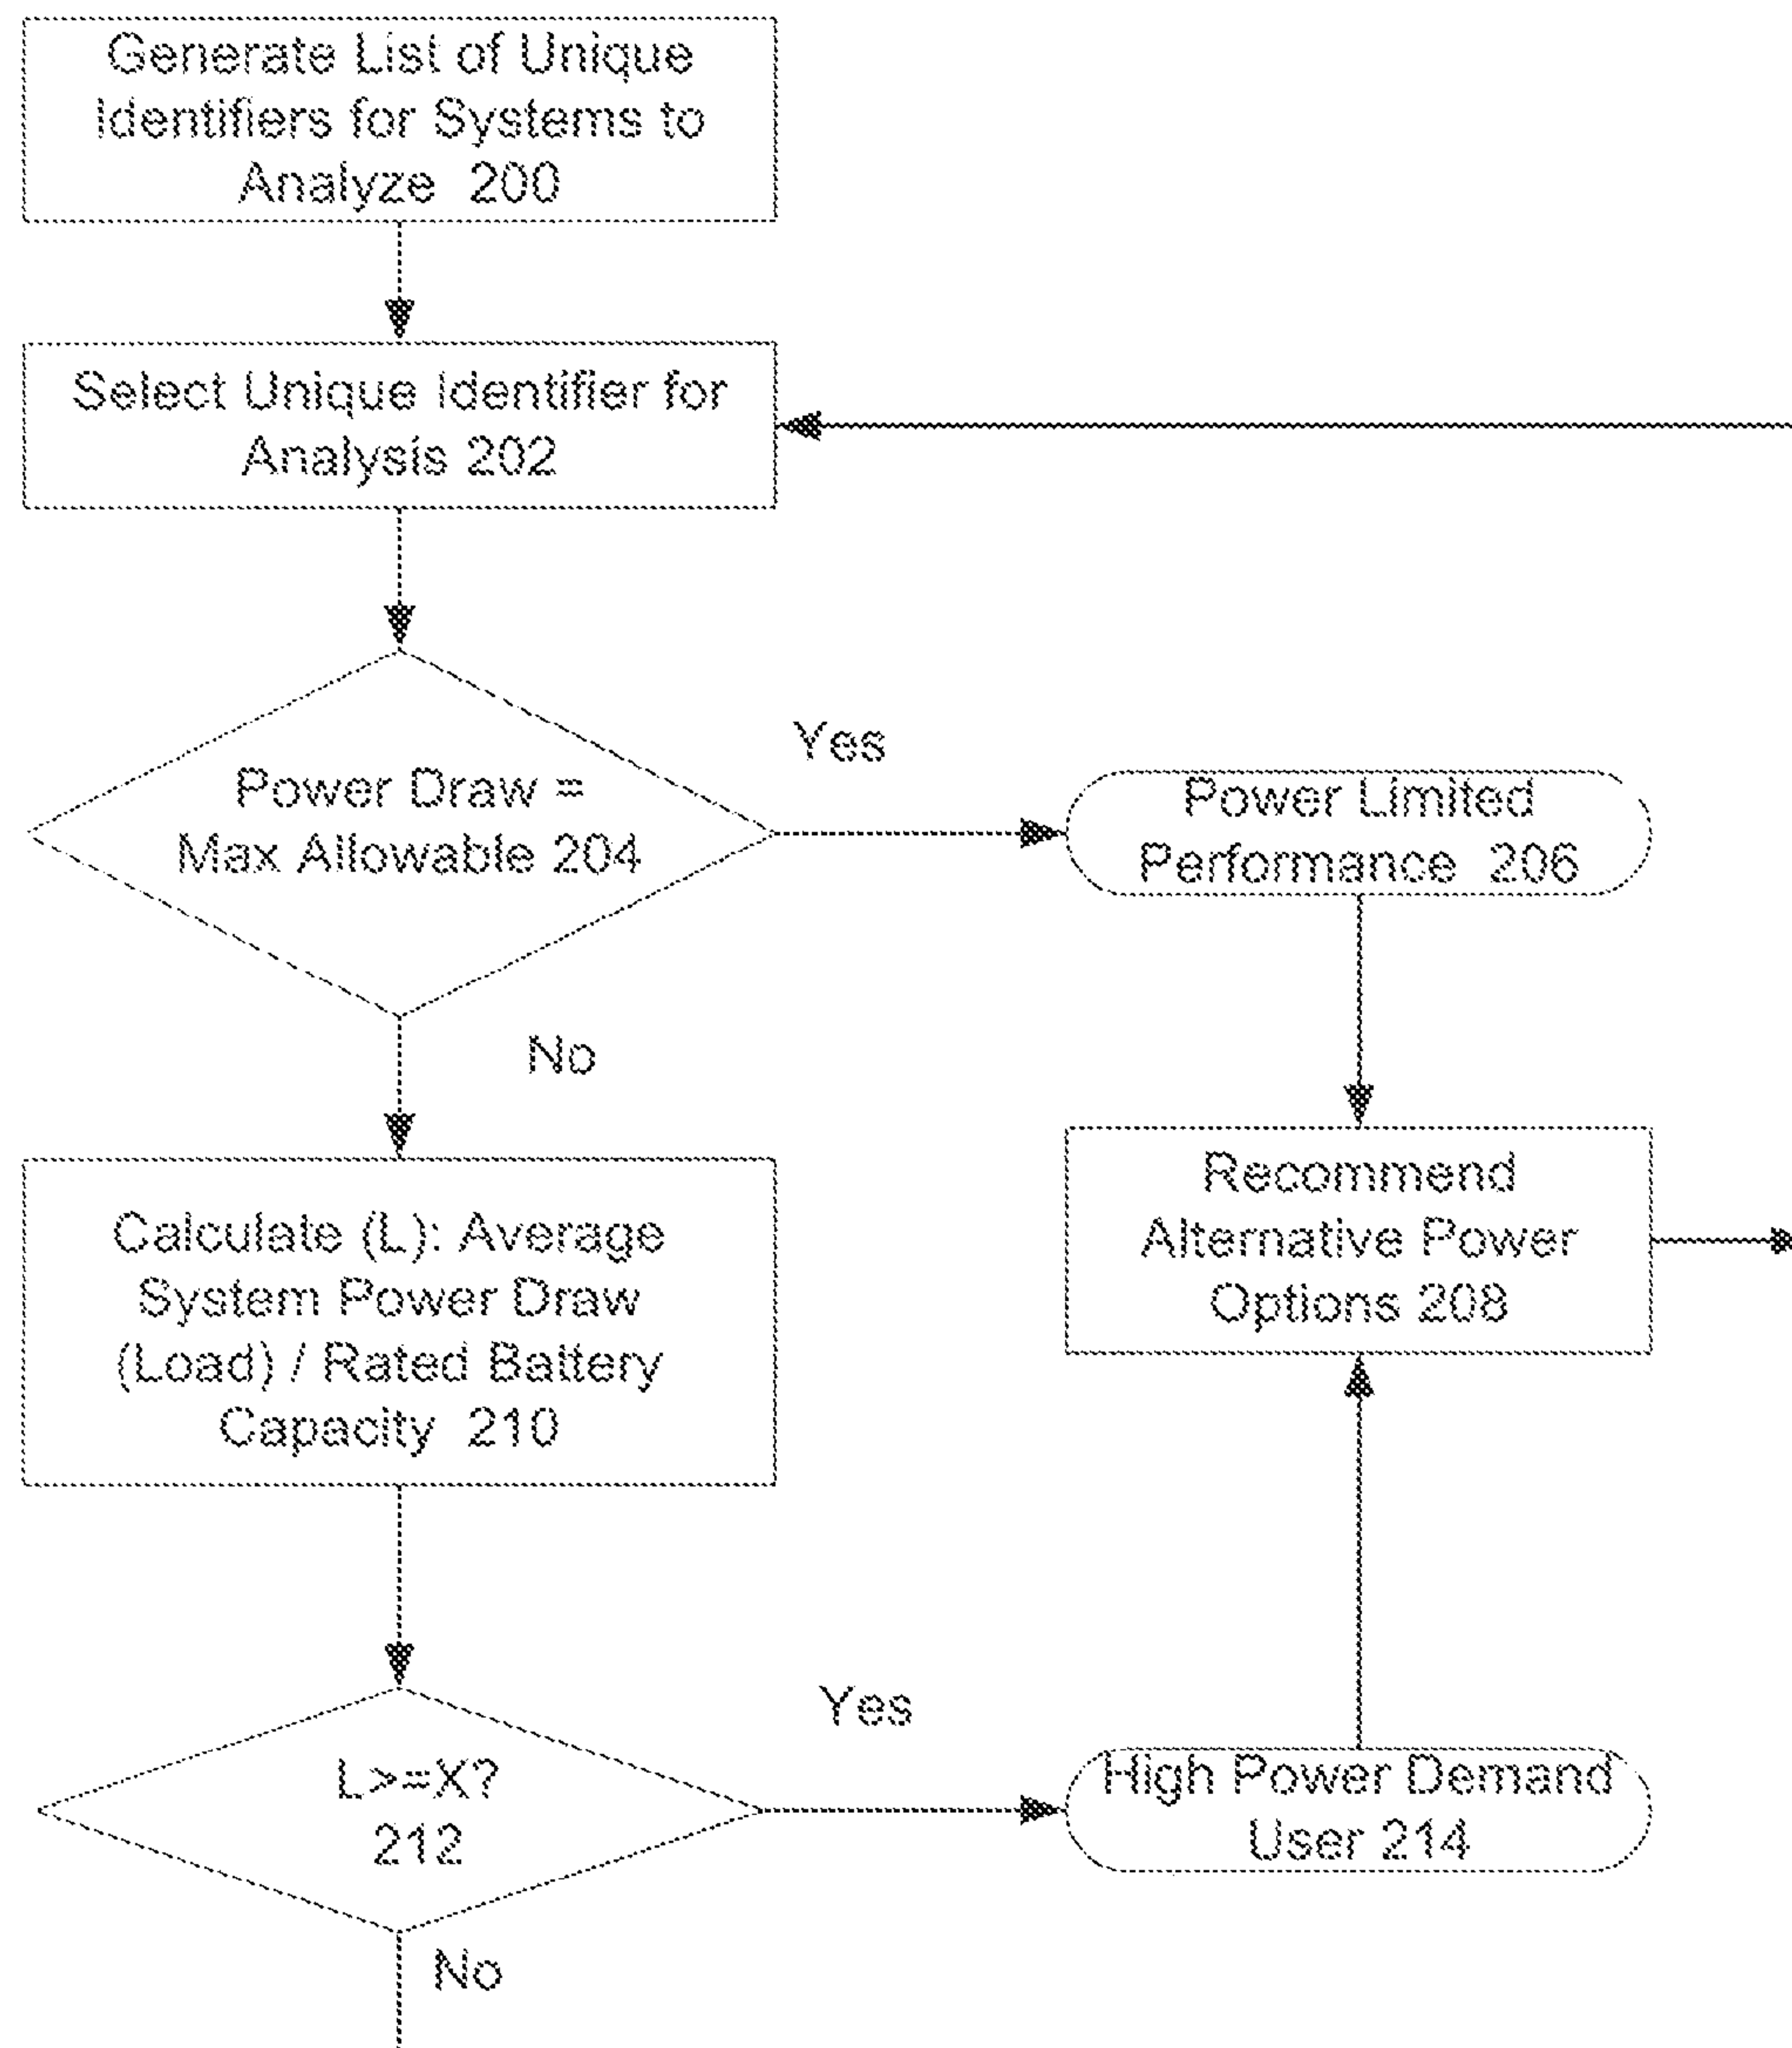 Generate List of Unique
Identifiers for Systems to
Analyze 200
Select Unique Identifier for
Analysis 202
Yes
Power Draw =
Max Allowable 204
Power Limited
Performance 206
No
Recommend
Alternative Power
Options 208
Calculate (L): Average
System Power Draw
(Load) / Rated Battery
Capacity 210
Yes
L>=X?
212
High Power Demand
User 214
No